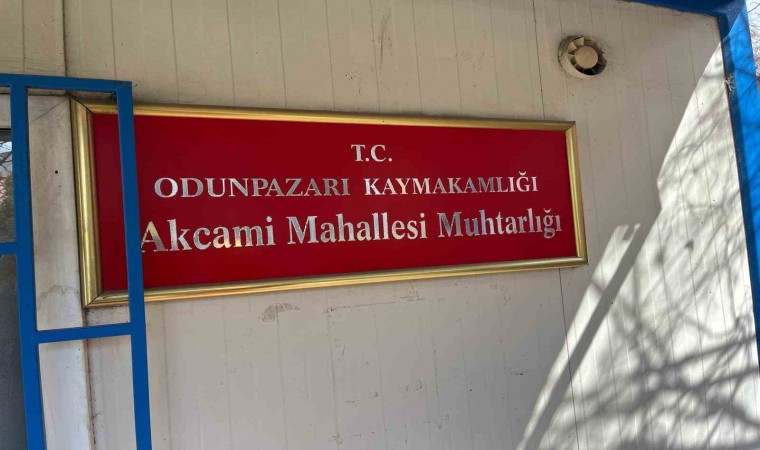 T.C.
ODUNPAZARI KAYMAKAMLIĞI
Akcami Mahallesi Muhtarlığı